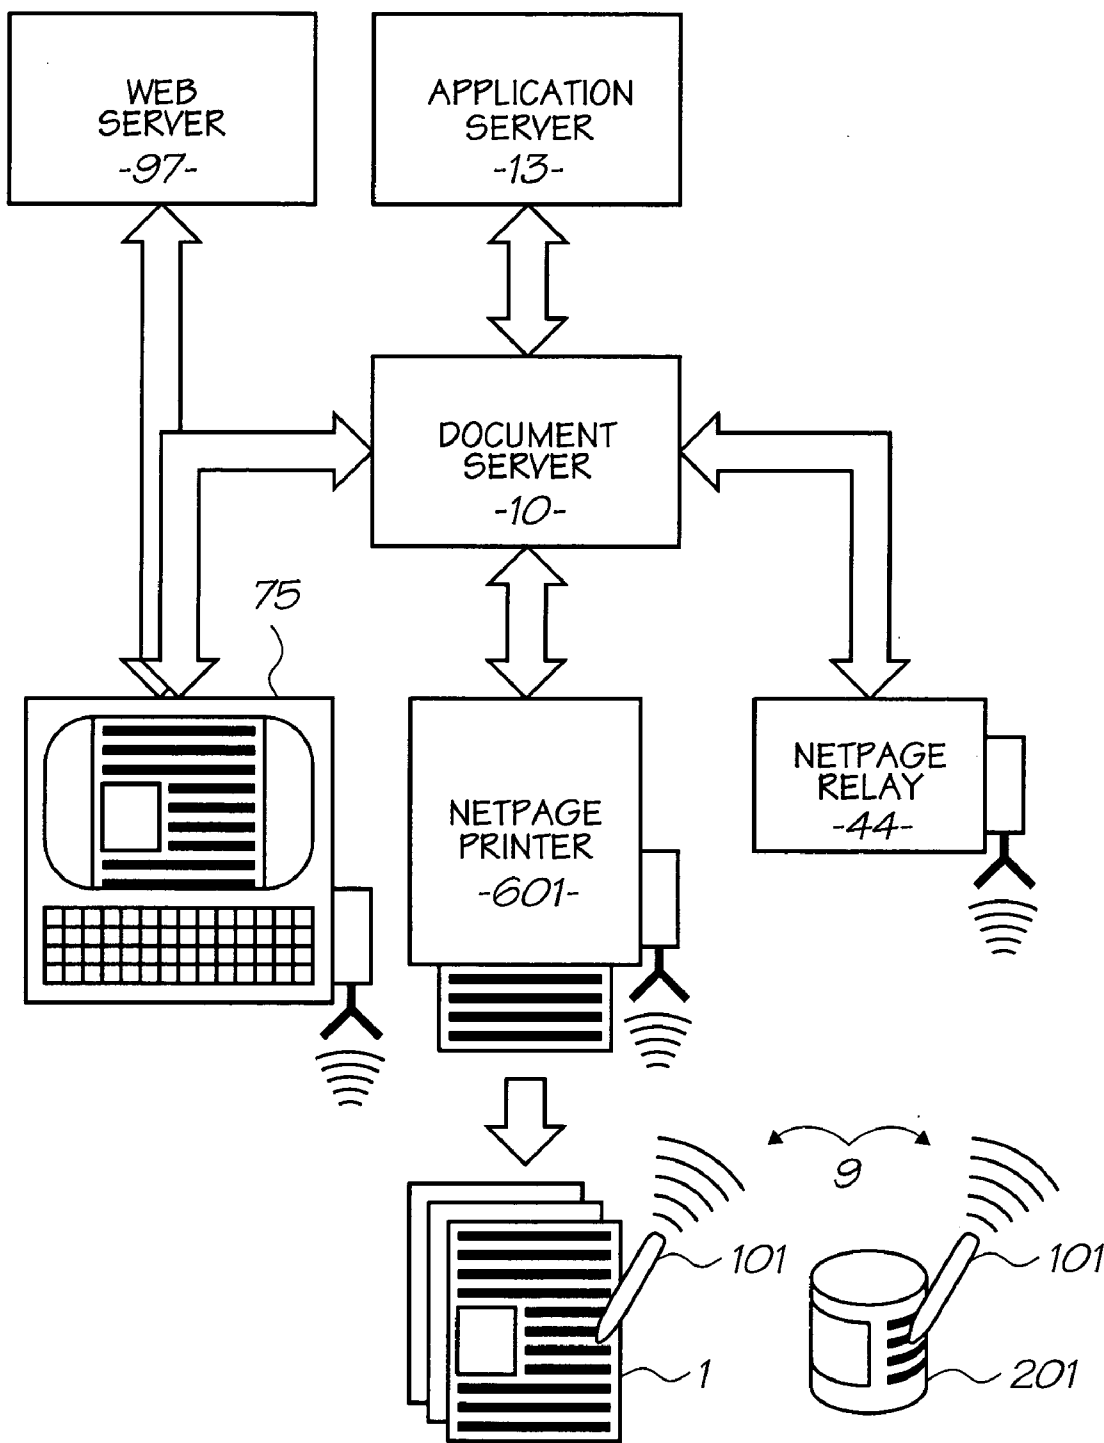 WEB
SERVER
-97-
APPLICATION
SERVER
-13-
DOCUMENT
SERVER
-10-
75
NETPAGE
PRINTER
-601-
NETPAGE
RELAY
-44-
9
101
101
1
201